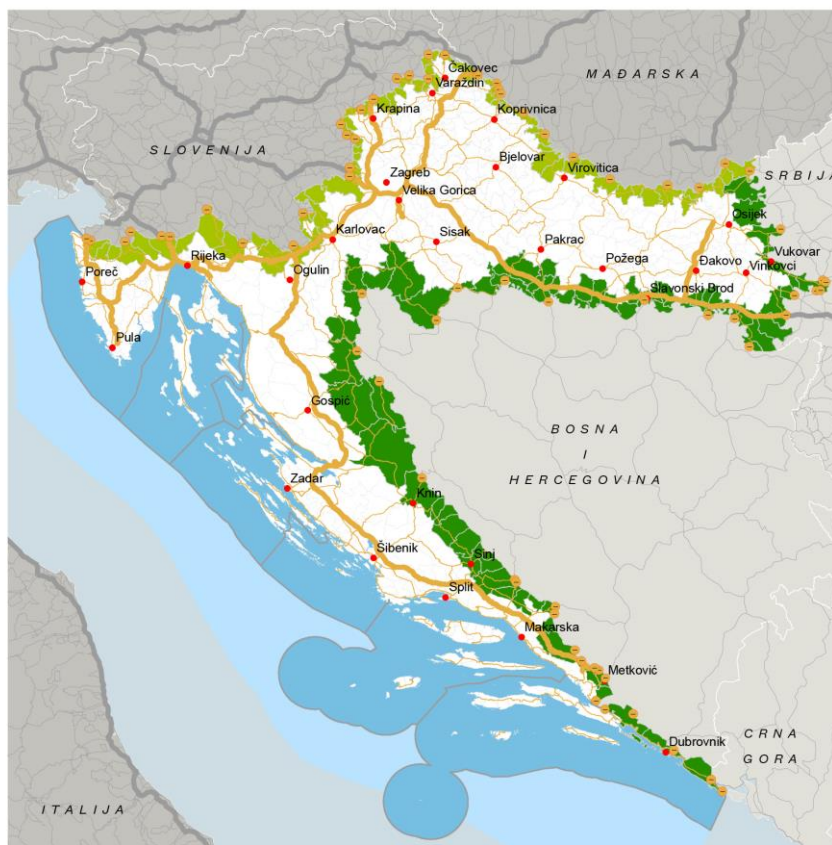 Čakovec
MAĐARSKA
Varaždin
Krapina
Koprivnica
SLOVENIJA
Bjelovar
Virovitica
SRBIJA
Zagreb
Velika Gorica
Osijek
Karlovac
Sisak
Pakrac
Vukovar
Rijeka
Đakovo
Požega
Vinkovci
Poreč
Ogulin
Slavonski Brod
Pula
Gospić
BOSNA
I
HERCEGOVINA
Zadar
Knin
Šibenik
Sinj
Split
Makarska
Metković
CRNA
GORA
Dubrovnik
ITALIJA